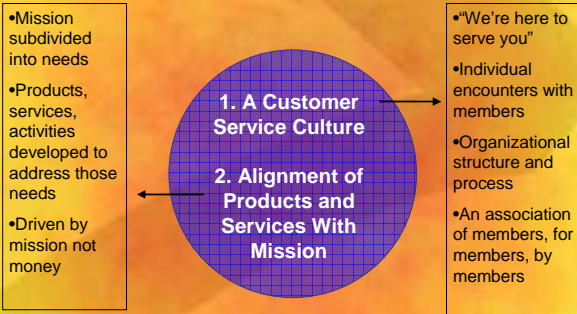 •Mission
subdivided
into needs
•Products,
services,
activities
developed to
address those
needs
•Driven by
mission not
money
1. A Customer
Service Culture
2. Alignment of
Products and
Services With
Mission
•“We’re here to
serve you”
•Individual
encounters with
members
•Organizational
structure and
process
•An association
of members, for
members, by
members